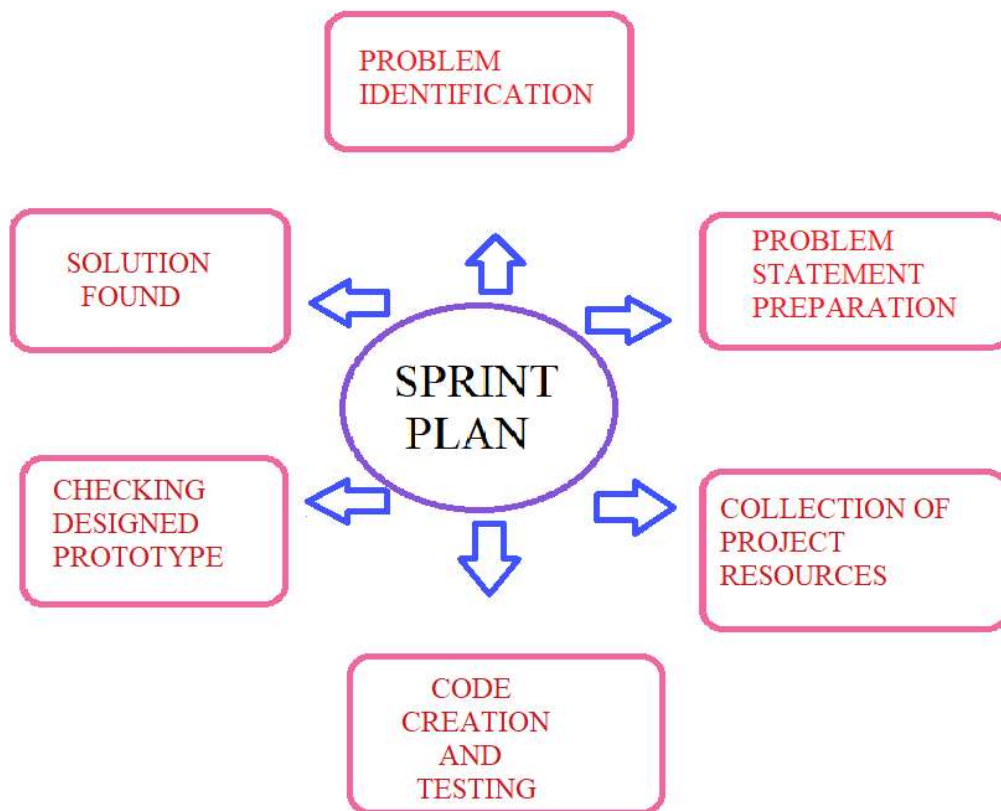 PROBLEM
IDENTIFICATION
PROBLEM
STATEMENT
PREPARATION
COLLECTION OF
PROJECT
RESOURCES
CODE
CREATION
AND
TESTING
CHECKING
DESIGNED
PROTOTYPE
SOLUTION
FOUND
SPRINT
PLAN